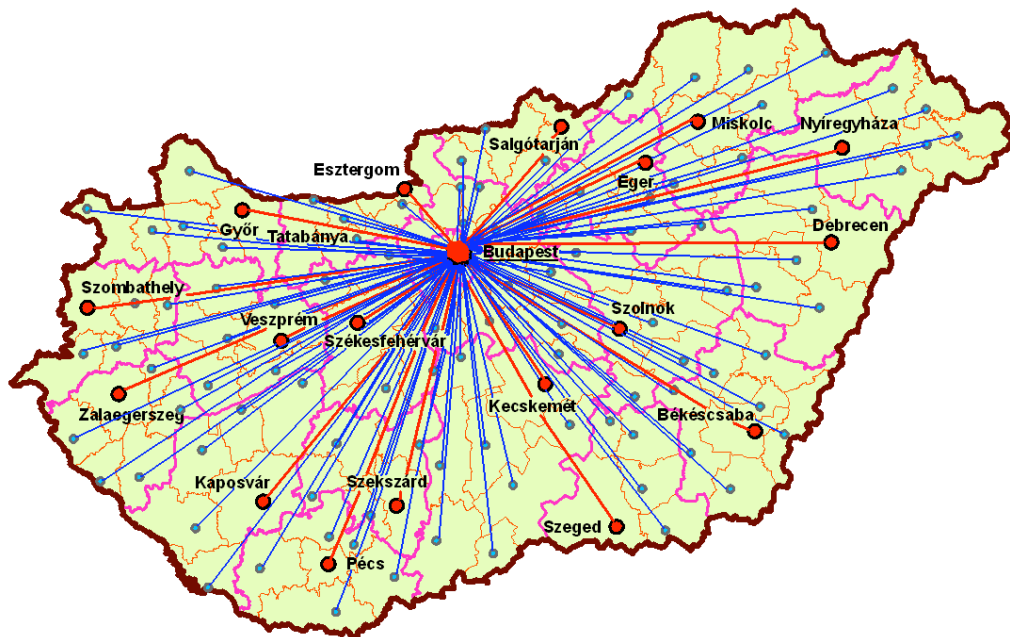 Miskolc
Nyíregyháza
Salgótarján
Esztergom
Eger
Győr
Tatabánya
Debrecen
Budapest
Szombathely
Veszprém
Szolnok
Székesfehérvár
Zalaegerszeg
Kecskemét
Békéscsaba
Kaposvár
Szekszárd
Szeged
Pécs